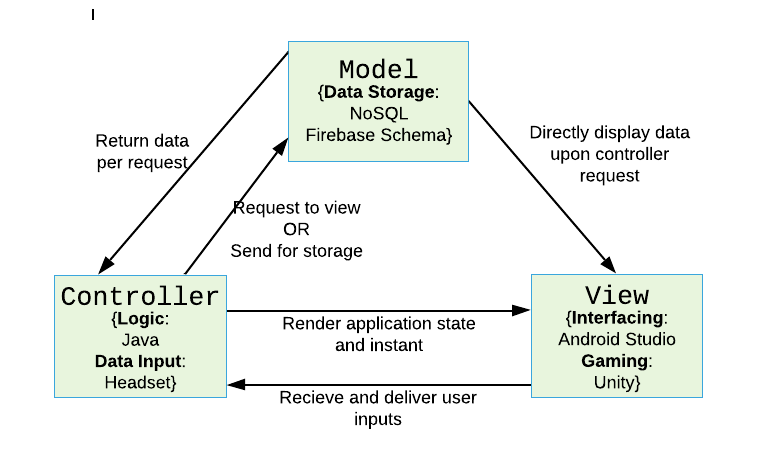 I
Model
{Data Storage:
NoSQL
Firebase Schema}
Return data
per request
Directly display data
upon controller
request
Request to view
OR
Send for storage
Controller
{Logic:
Java
Data Input:
Headset}
View
{Interfacing:
Android Studio
Gaming:
Unity}
Render application state
and instant
Recieve and deliver user
inputs